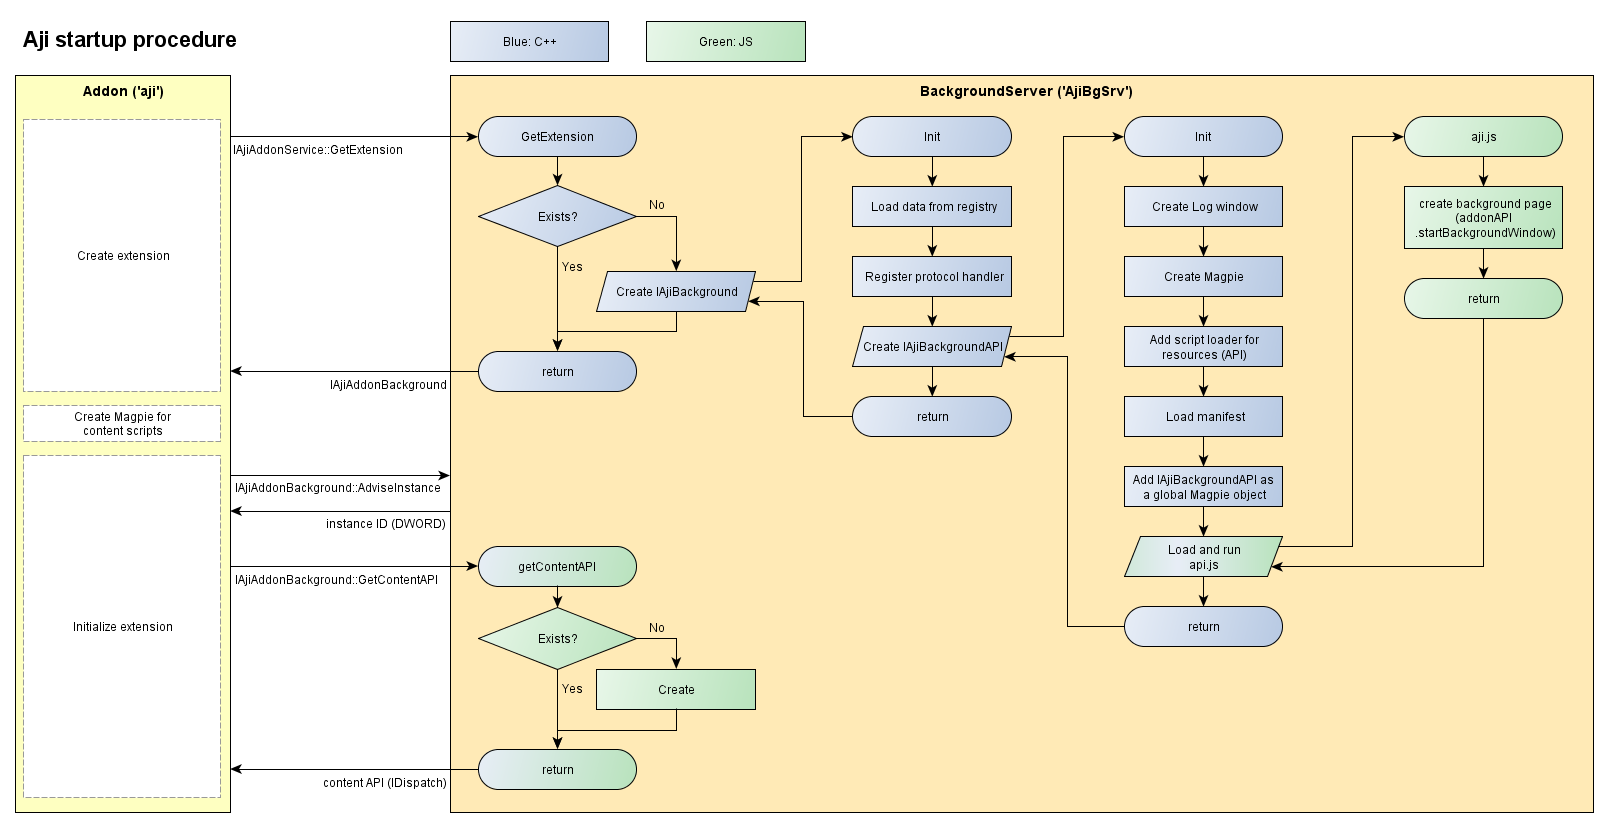 Aji startup procedure
Blue: C++
Green: JS
Addon ('aji')
Create extension
Create Magpie for
content scripts
Initialize extension
IAjiAddonService::GetExtension
IAjiAddonBackground
IAjiAddonBackground::AdviseInstance
instance ID (DWORD)
IAjiAddonBackground::GetContentAPI
content API (IDispatch)
BackgroundServer ('AjiBgSrv')
GetExtension
Exists?
No
Yes
Create IAjiBackground
return
getContentAPI
Exists?
No
Yes
Create
return
Init
Load data from registry
Register protocol handler
Create IAjiBackgroundAPI
return
Init
Create Log window
Create Magpie
Add script loader for
resources (API)
Load manifest
Add IAjiBackgroundAPI as
a global Magpie object
Load and run
api.js
return
aji.js
create background page
(addonAPI
.startBackgroundWindow)
return